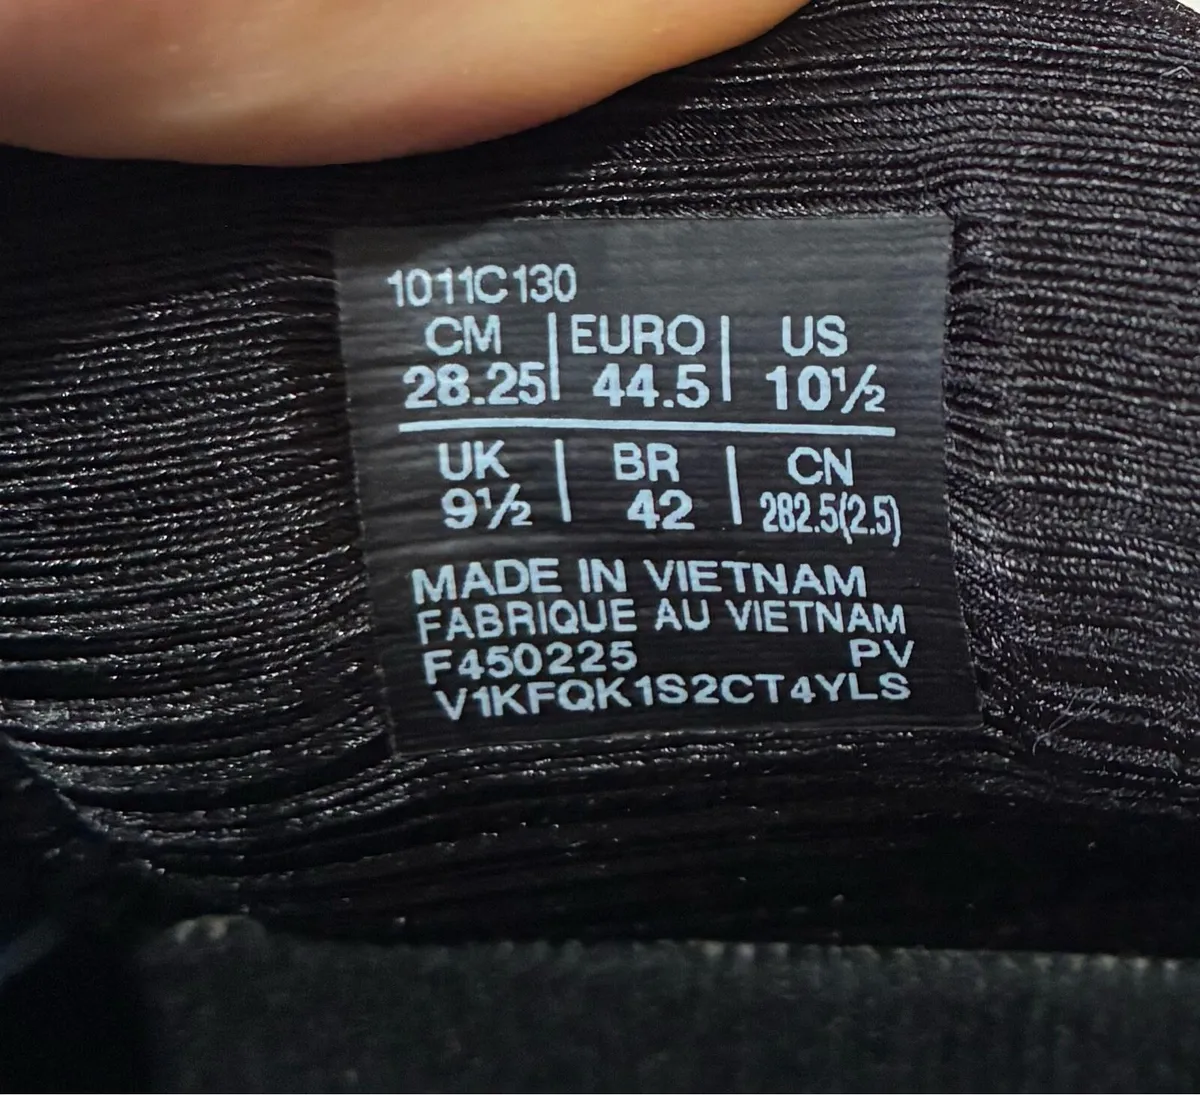 1011C130
CM | EURO | US
28.25 | 44.5 | 10½
UK | BR | CN
9½ | 42 | 282.5(2.5)
MADE IN VIETNAM
FABRIQUE AU VIETNAM
F450225 PV
V1KFQK1S2CT4YLS